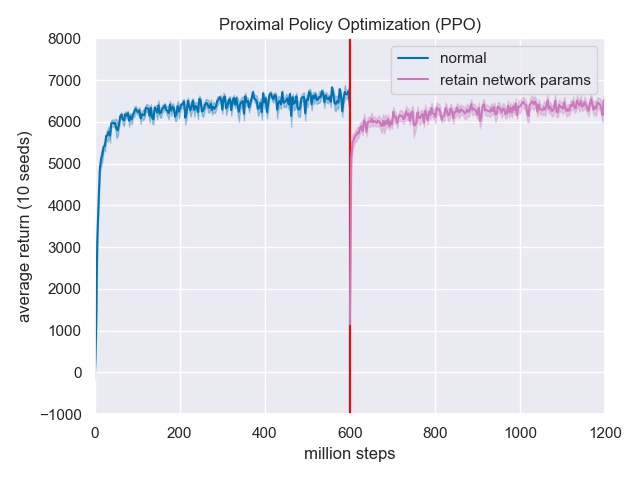 Proximal Policy Optimization (PPO)
normal
retain network params
average return (10 seeds)
8000
7000
6000
5000
4000
3000
2000
1000
0
−1000
0 200 400 600 800 1000 1200
million steps